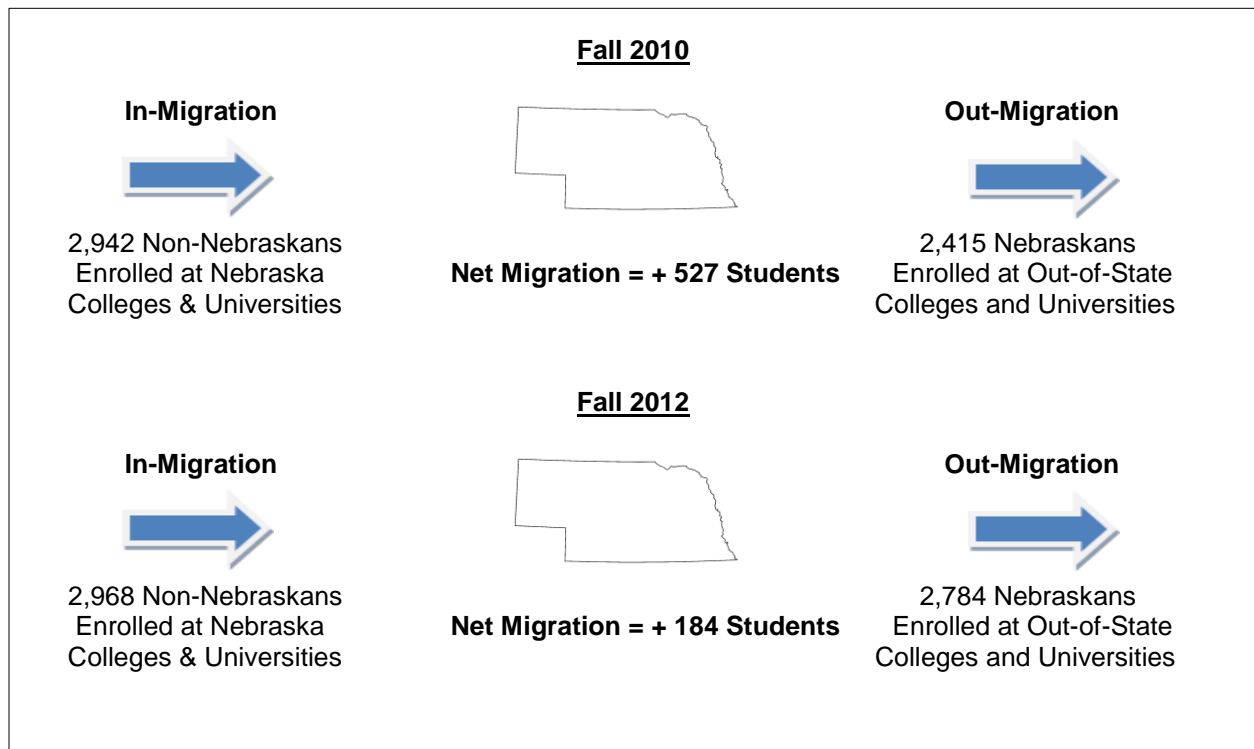 Fall 2010
In-Migration
Out-Migration
2,942 Non-Nebraskans
Enrolled at Nebraska
Colleges & Universities
Net Migration = + 527 Students
2,415 Nebraskans
Enrolled at Out-of-State
Colleges and Universities
Fall 2012
In-Migration
Out-Migration
2,968 Non-Nebraskans
Enrolled at Nebraska
Colleges & Universities
Net Migration = + 184 Students
2,784 Nebraskans
Enrolled at Out-of-State
Colleges and Universities